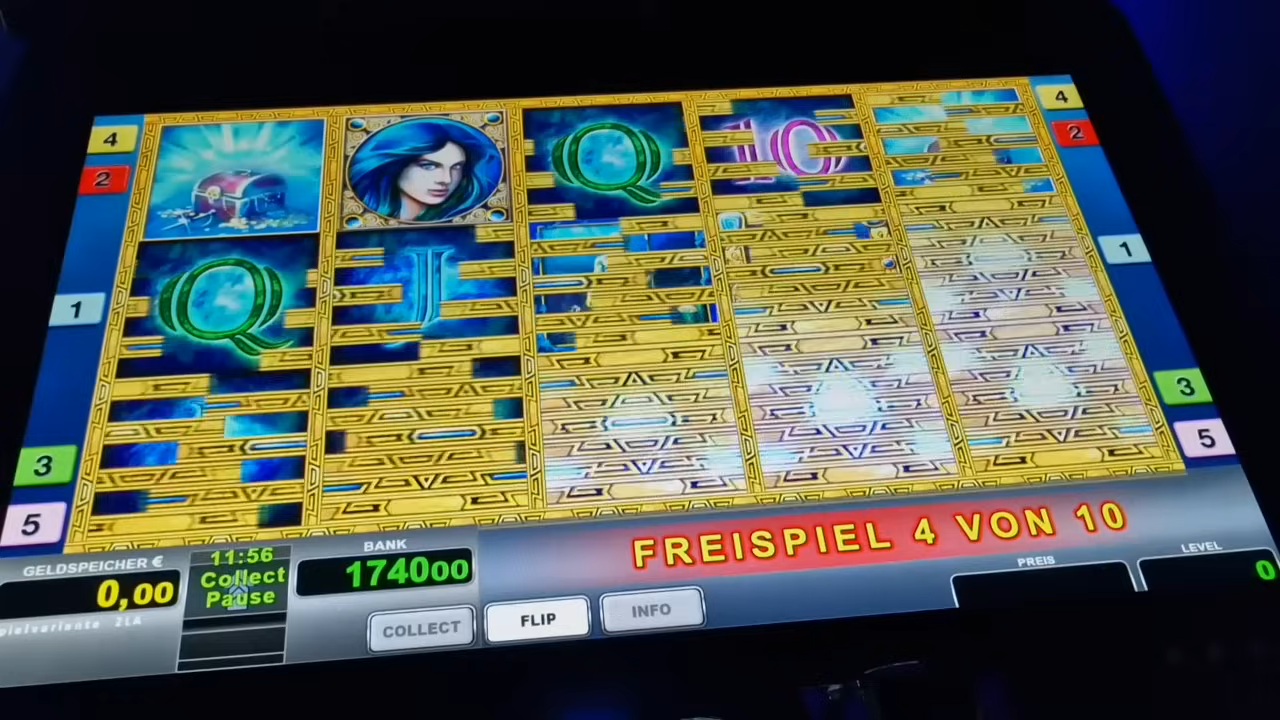 4
4
2
2
Q
10
1
1
Q
J
3
3
5
5
FREISPIEL 4 VON 10
GELDSPEICHER €
0,00
11:56
Collect
Pause
BANK
174000
PREIS
LEVEL
0
COLLECT
FLIP
INFO